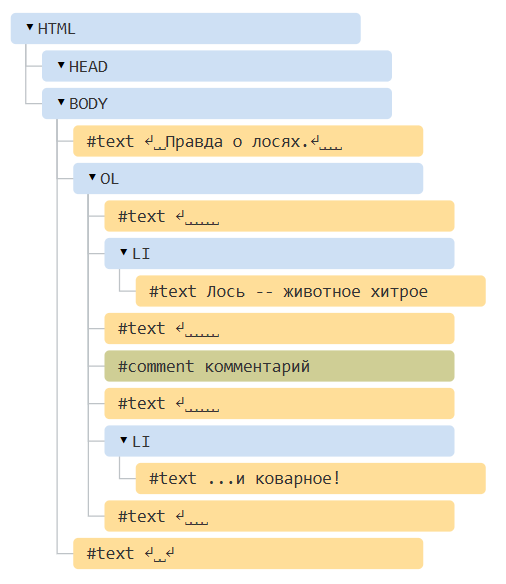 ▼ HTML
▼ HEAD
▼ BODY
#text ↲␣␣Правда о лосях.↲␣␣␣␣
▼ OL
#text ↲␣␣␣␣␣␣
▼ LI
#text Лось -- животное хитрое
#text ↲␣␣␣␣␣␣
#comment комментарий
#text ↲␣␣␣␣␣␣
▼ LI
#text ...и коварное!
#text ↲␣␣␣␣
#text ↲␣␣↲